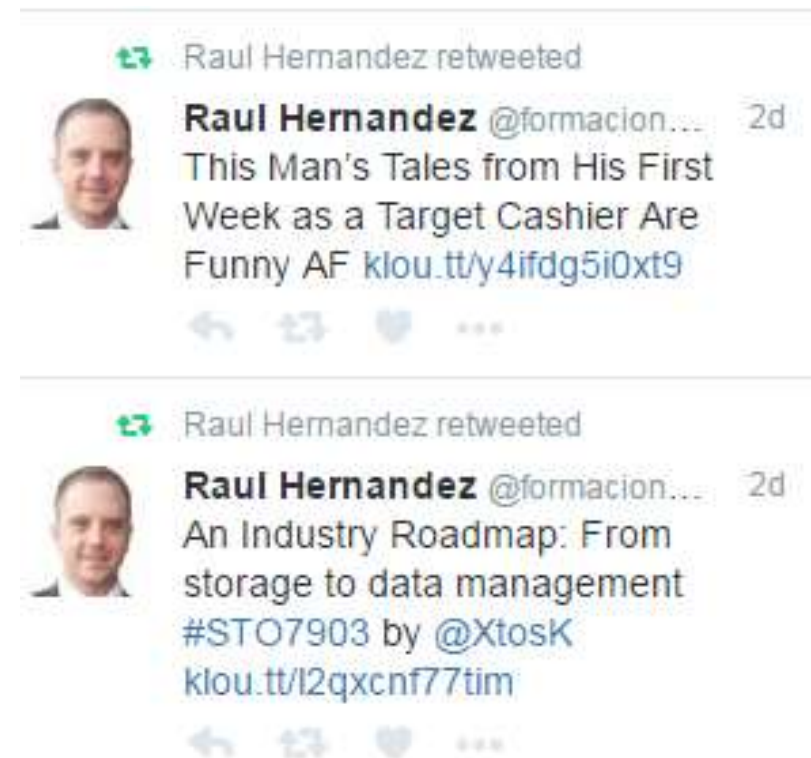 Raul Hernandez retweeted
Raul Hernandez @formacion... 2d
This Man's Tales from His First
Week as a Target Cashier Are
Funny AF klou.tt/y4ifdg5i0xt9
Raul Hernandez retweeted
Raul Hernandez @formacion... 2d
An Industry Roadmap: From
storage to data management
#STO7903 by @XtosK
klou.tt/l2qxcnf77tim